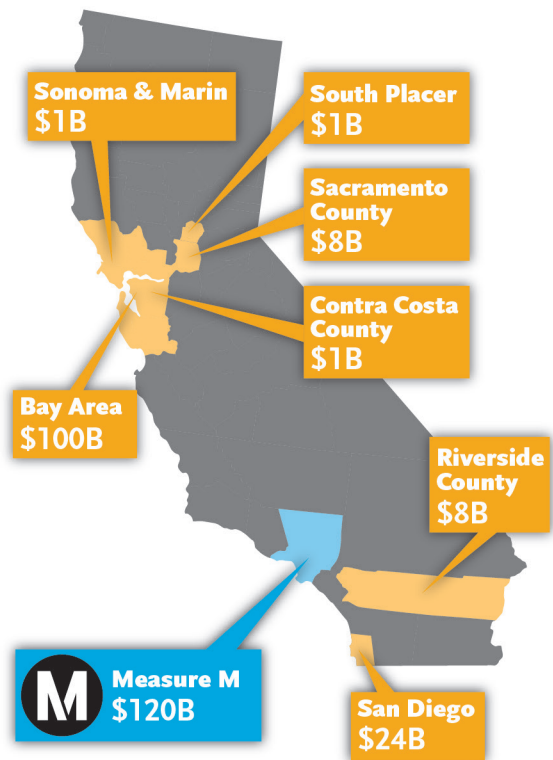 Sonoma & Marin
$1B
South Placer
$1B
Sacramento
County
$8B
Contra Costa
County
$1B
Bay Area
$100B
Riverside
County
$8B
M
Measure M
$120B
San Diego
$24B